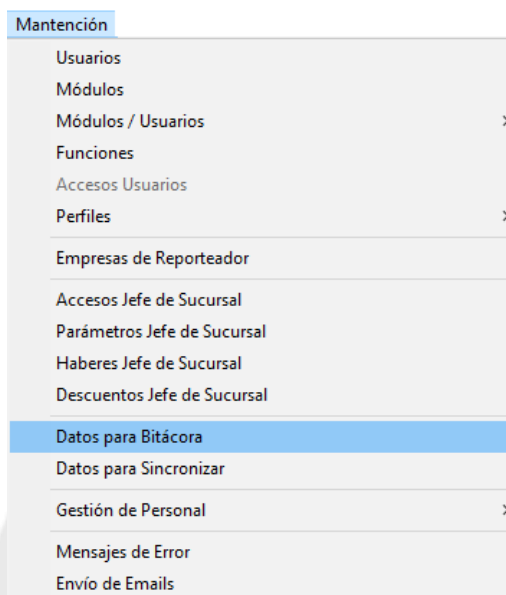 Mantención
Usuarios
Módulos
Módulos / Usuarios
Funciones
Accesos Usuarios
Perfiles
Empresas de Reporteador
Accesos Jefe de Sucursal
Parámetros Jefe de Sucursal
Haberes Jefe de Sucursal
Descuentos Jefe de Sucursal
Datos para Bitácora
Datos para Sincronizar
Gestión de Personal
Mensajes de Error
Envío de Emails